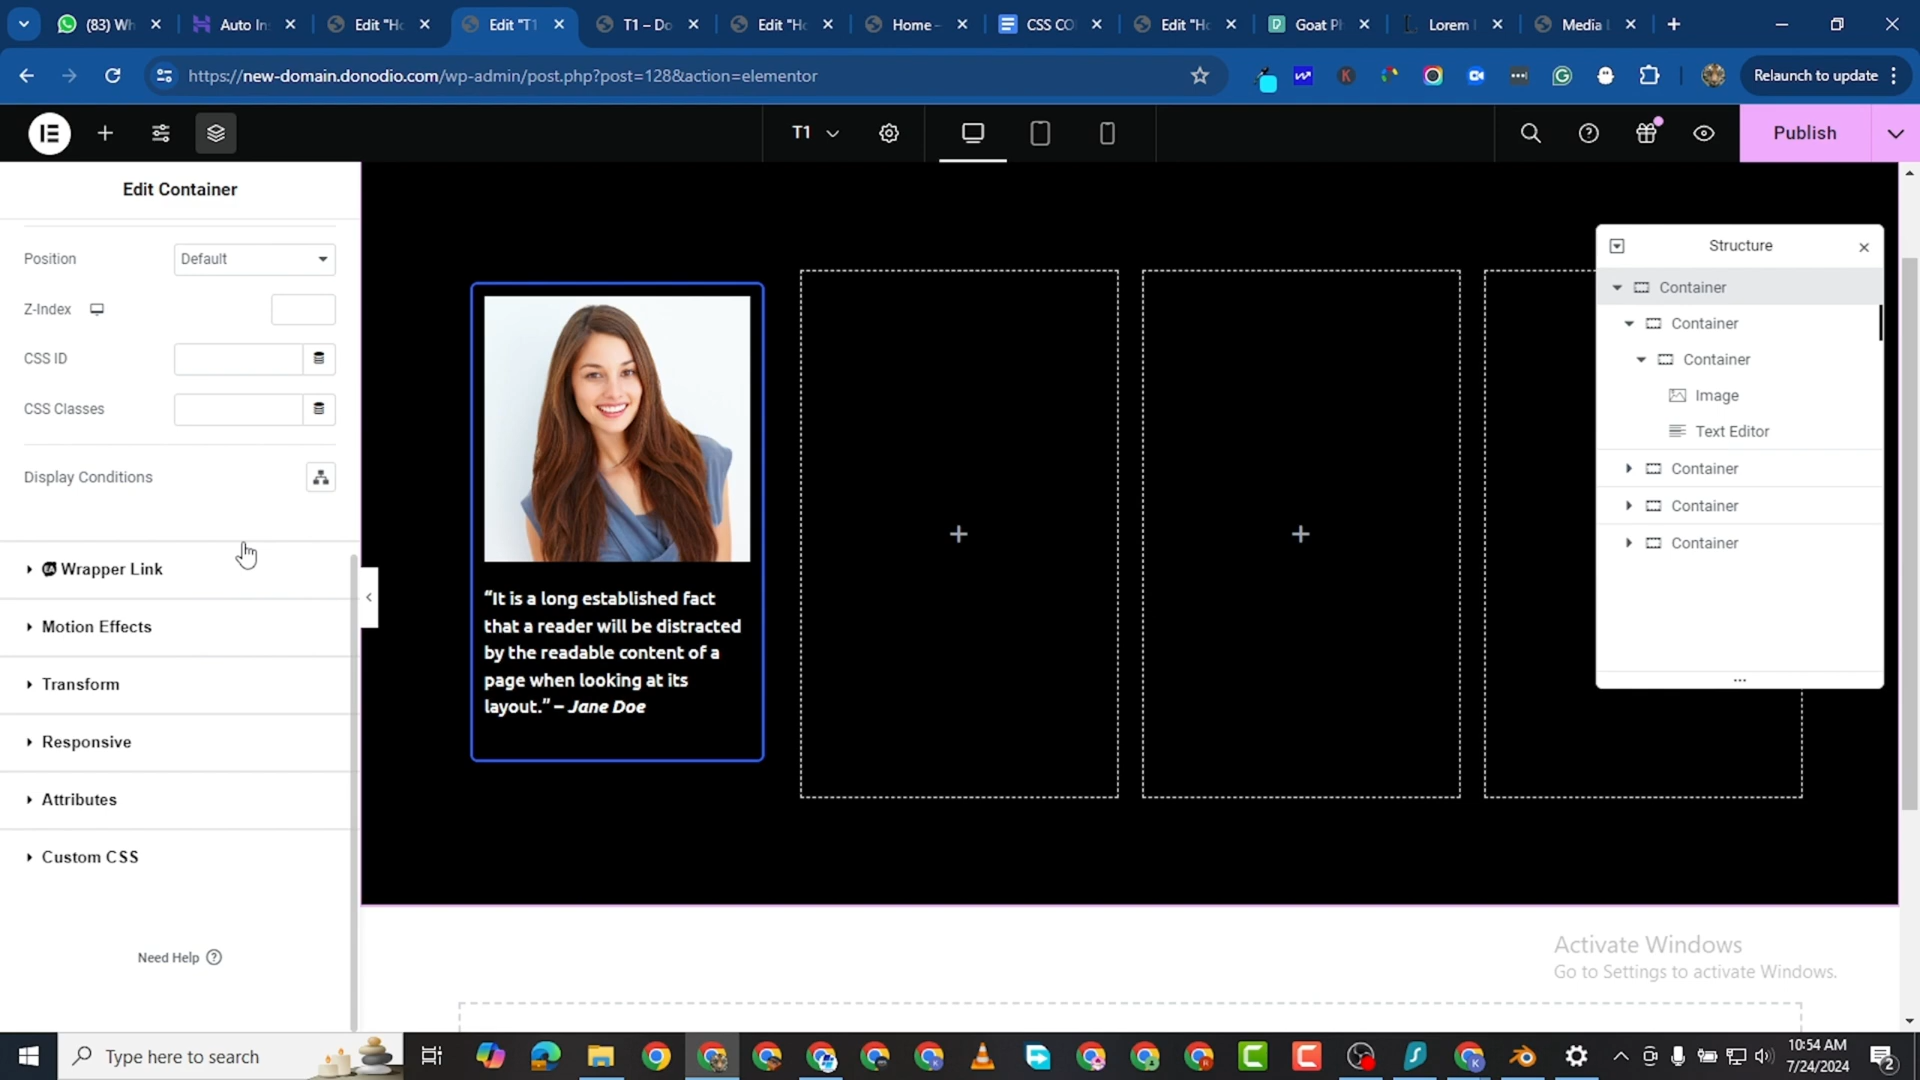 (83) Wh
Auto In
Edit "Ho
Edit "T1
T1 – Do
Edit "Ho
Home –
CSS CO
Edit "Ho
Goat P
Lorem
Media
https://new-domain.donodio.com/wp-admin/post.php?post=128&action=elementor
Relaunch to update
T1
Publish
Edit Container
Position
Default
Z-Index
CSS ID
CSS Classes
Display Conditions
Wrapper Link
Motion Effects
Transform
Responsive
Attributes
Custom CSS
Need Help
“It is a long established fact
that a reader will be distracted
by the readable content of a
page when looking at its
layout.” – Jane Doe
Structure
Container
Container
Container
Image
Text Editor
Container
Container
Container
Activate Windows
Go to Settings to activate Windows.
Type here to search
10:54 AM
7/24/2024
2